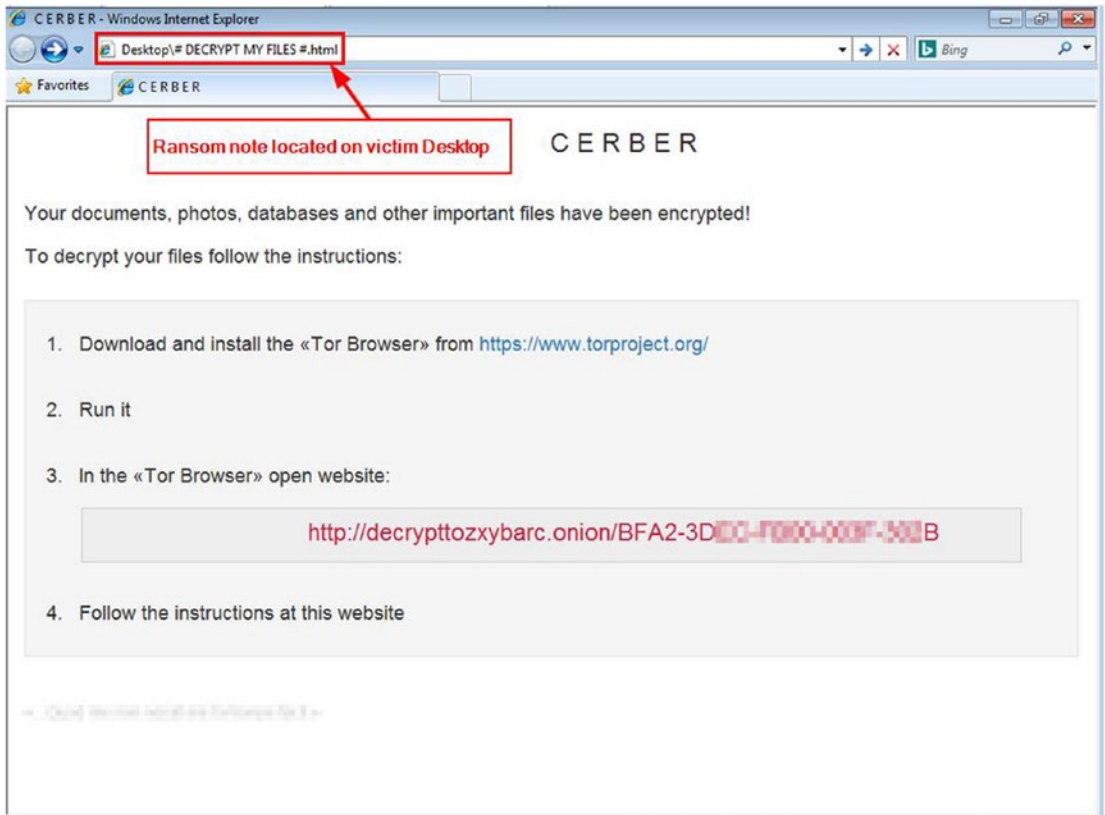 C E R B E R - Windows Internet Explorer
Desktop\# DECRYPT MY FILES #.html
Bing
Favorites
C E R B E R
Ransom note located on victim Desktop
C E R B E R
Your documents, photos, databases and other important files have been encrypted!
To decrypt your files follow the instructions:
1. Download and install the «Tor Browser» from https://www.torproject.org/
2. Run it
3. In the «Tor Browser» open website:
http://decrypttozxybarc.onion/BFA2-3D B
4. Follow the instructions at this website